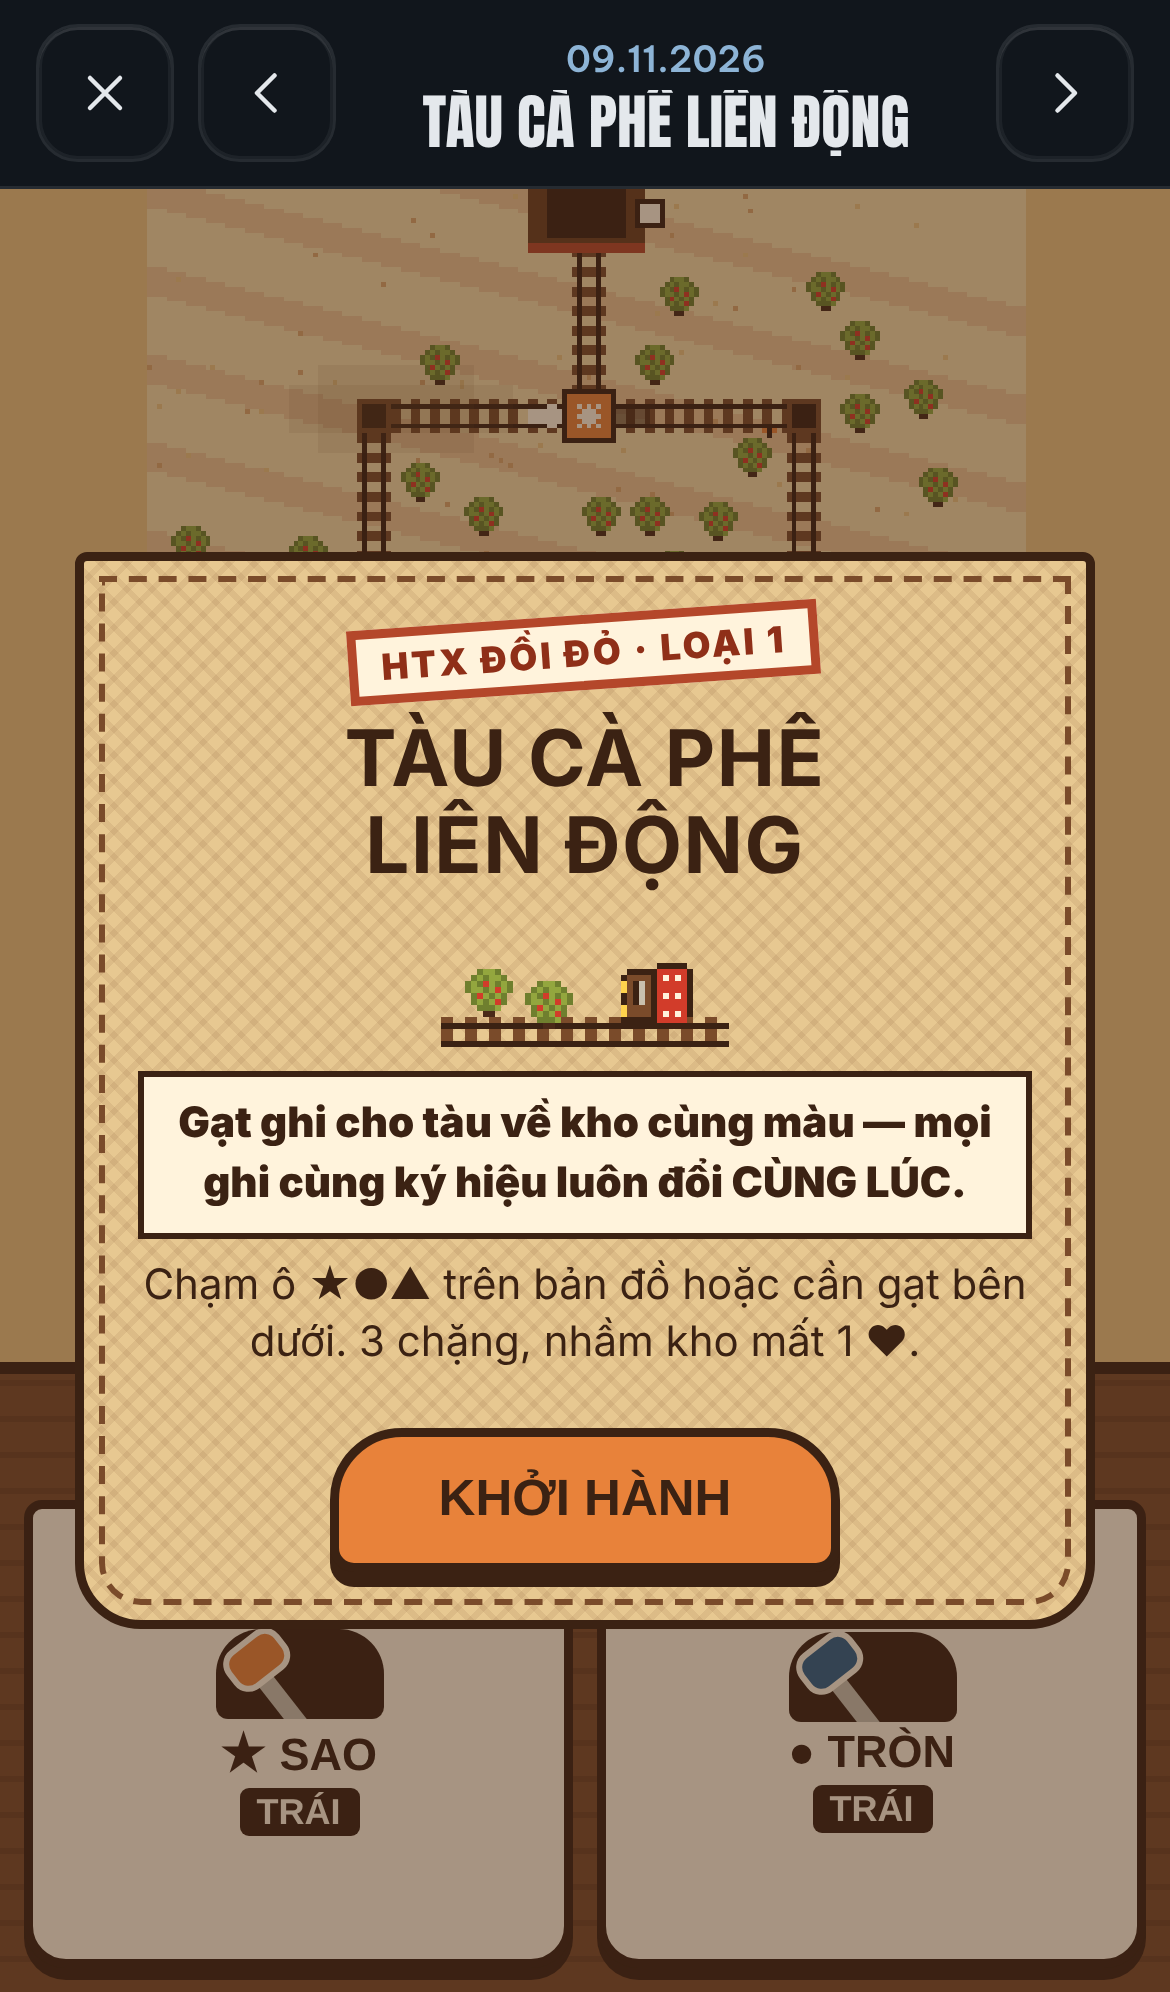 09.11.2026
TÀU CÀ PHÊ LIÊN ĐỘNG
HTX ĐỒI ĐỎ · LOẠI 1
TÀU CÀ PHÊ
LIÊN ĐỘNG
Gạt ghi cho tàu về kho cùng màu — mọi
ghi cùng ký hiệu luôn đổi CÙNG LÚC.
Chạm ô ★●▲ trên bản đồ hoặc cần gạt bên
dưới. 3 chặng, nhầm kho mất 1 ♥.
KHỞI HÀNH
★ SAO
TRÁI
● TRÒN
TRÁI